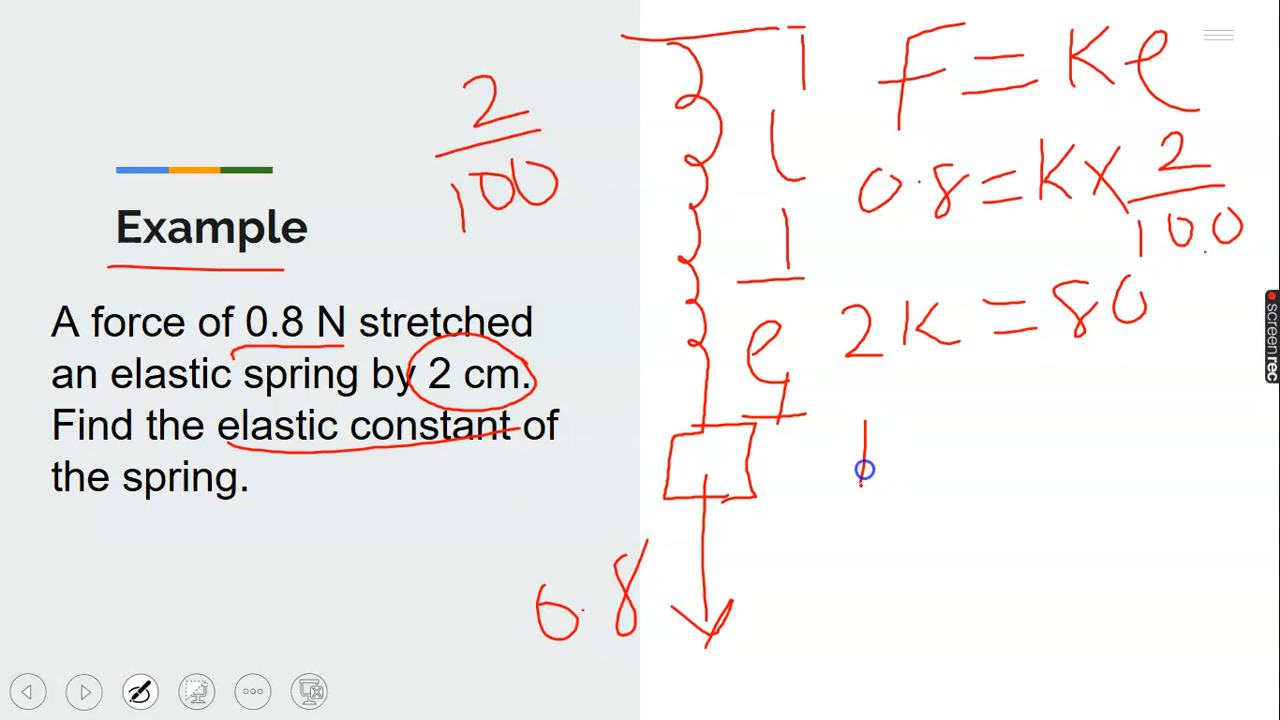 2
100
Example
A force of 0.8 N stretched
an elastic spring by 2 cm.
Find the elastic constant of
the spring.
l
e
0.8
F = Ke
0.8 = K x 2
100
2K = 80
screenrec